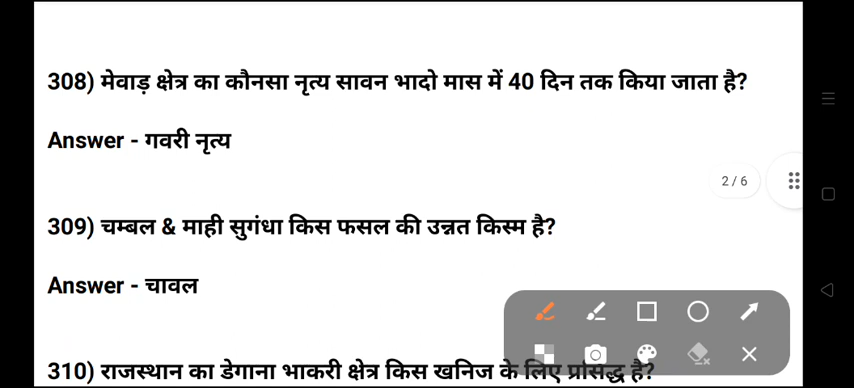 308) मेवाड़ क्षेत्र का कौनसा नृत्य सावन भादो मास में 40 दिन तक किया जाता है?
Answer - गवरी नृत्य
2 / 6
309) चम्बल & माही सुगंधा किस फसल की उन्नत किस्म है?
Answer - चावल
310) राजस्थान का डेगाना भाकरी क्षेत्र किस खनिज के लिए प्रसिद्ध है?